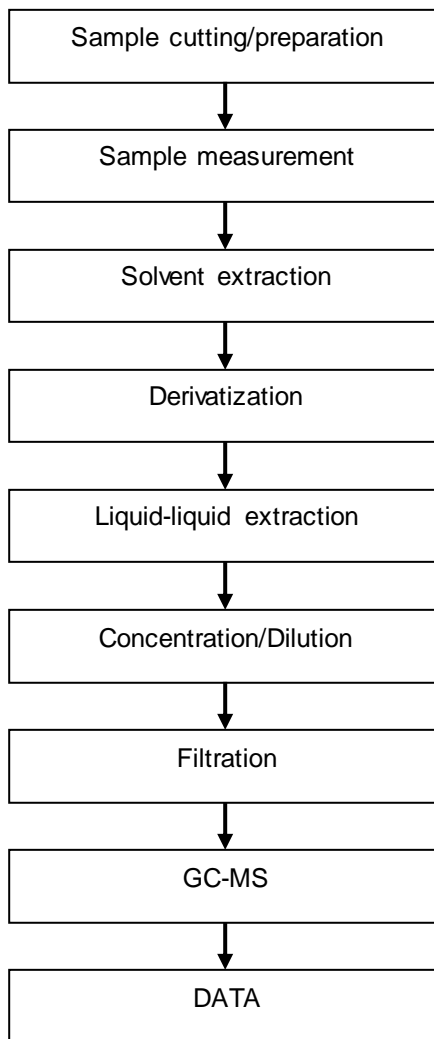 Sample cutting/preparation
Sample measurement
Solvent extraction
Derivatization
Liquid-liquid extraction
Concentration/Dilution
Filtration
GC-MS
DATA